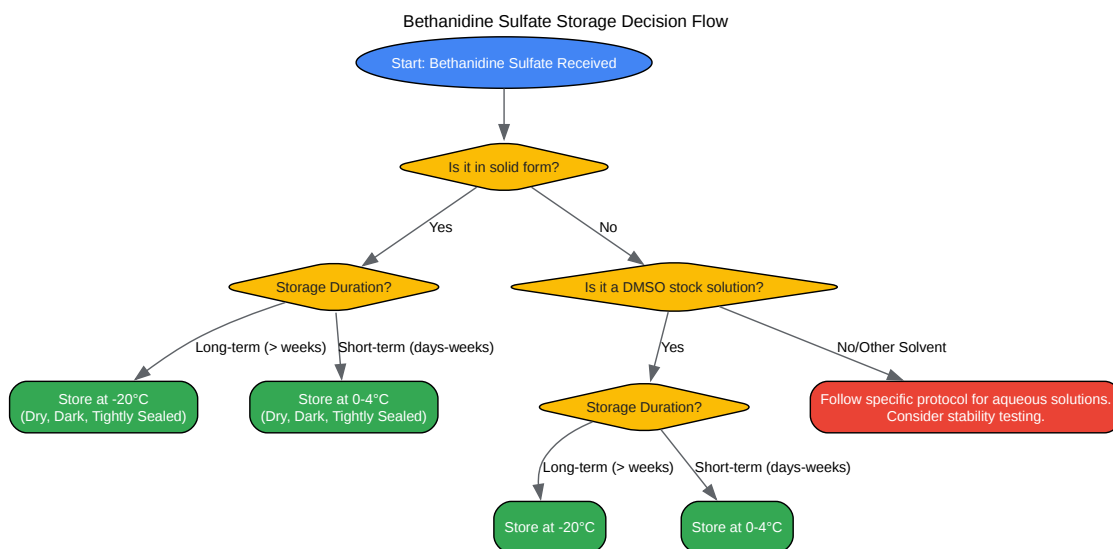 Bethanidine Sulfate Storage Decision Flow
Start: Bethanidine Sulfate Received
Is it in solid form?
Yes
No
Storage Duration?
Is it a DMSO stock solution?
Long-term (> weeks)
Short-term (days-weeks)
Yes
No/Other Solvent
Store at -20°C
(Dry, Dark, Tightly Sealed)
Store at 0-4°C
(Dry, Dark, Tightly Sealed)
Storage Duration?
Follow specific protocol for aqueous solutions.
Consider stability testing.
Long-term (> weeks)
Short-term (days-weeks)
Store at -20°C
Store at 0-4°C